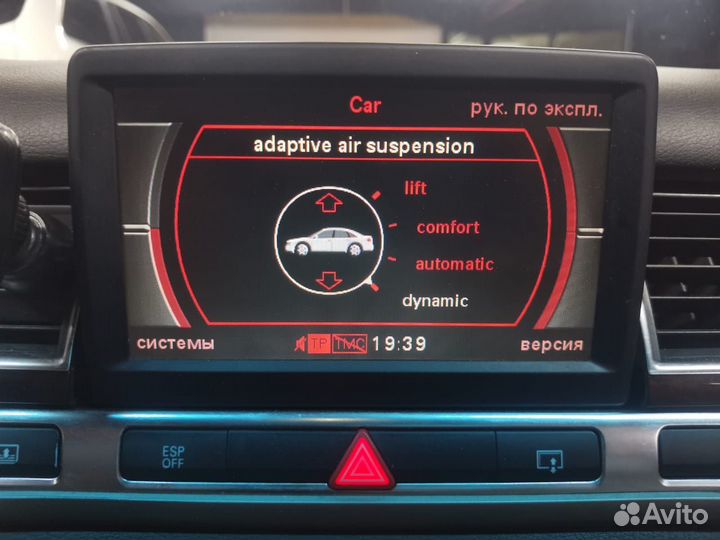 Car
рук. по экспл.
adaptive air suspension
lift
comfort
automatic
dynamic
системы
TP
TMC
19:39
версия
ESP
OFF
Avito